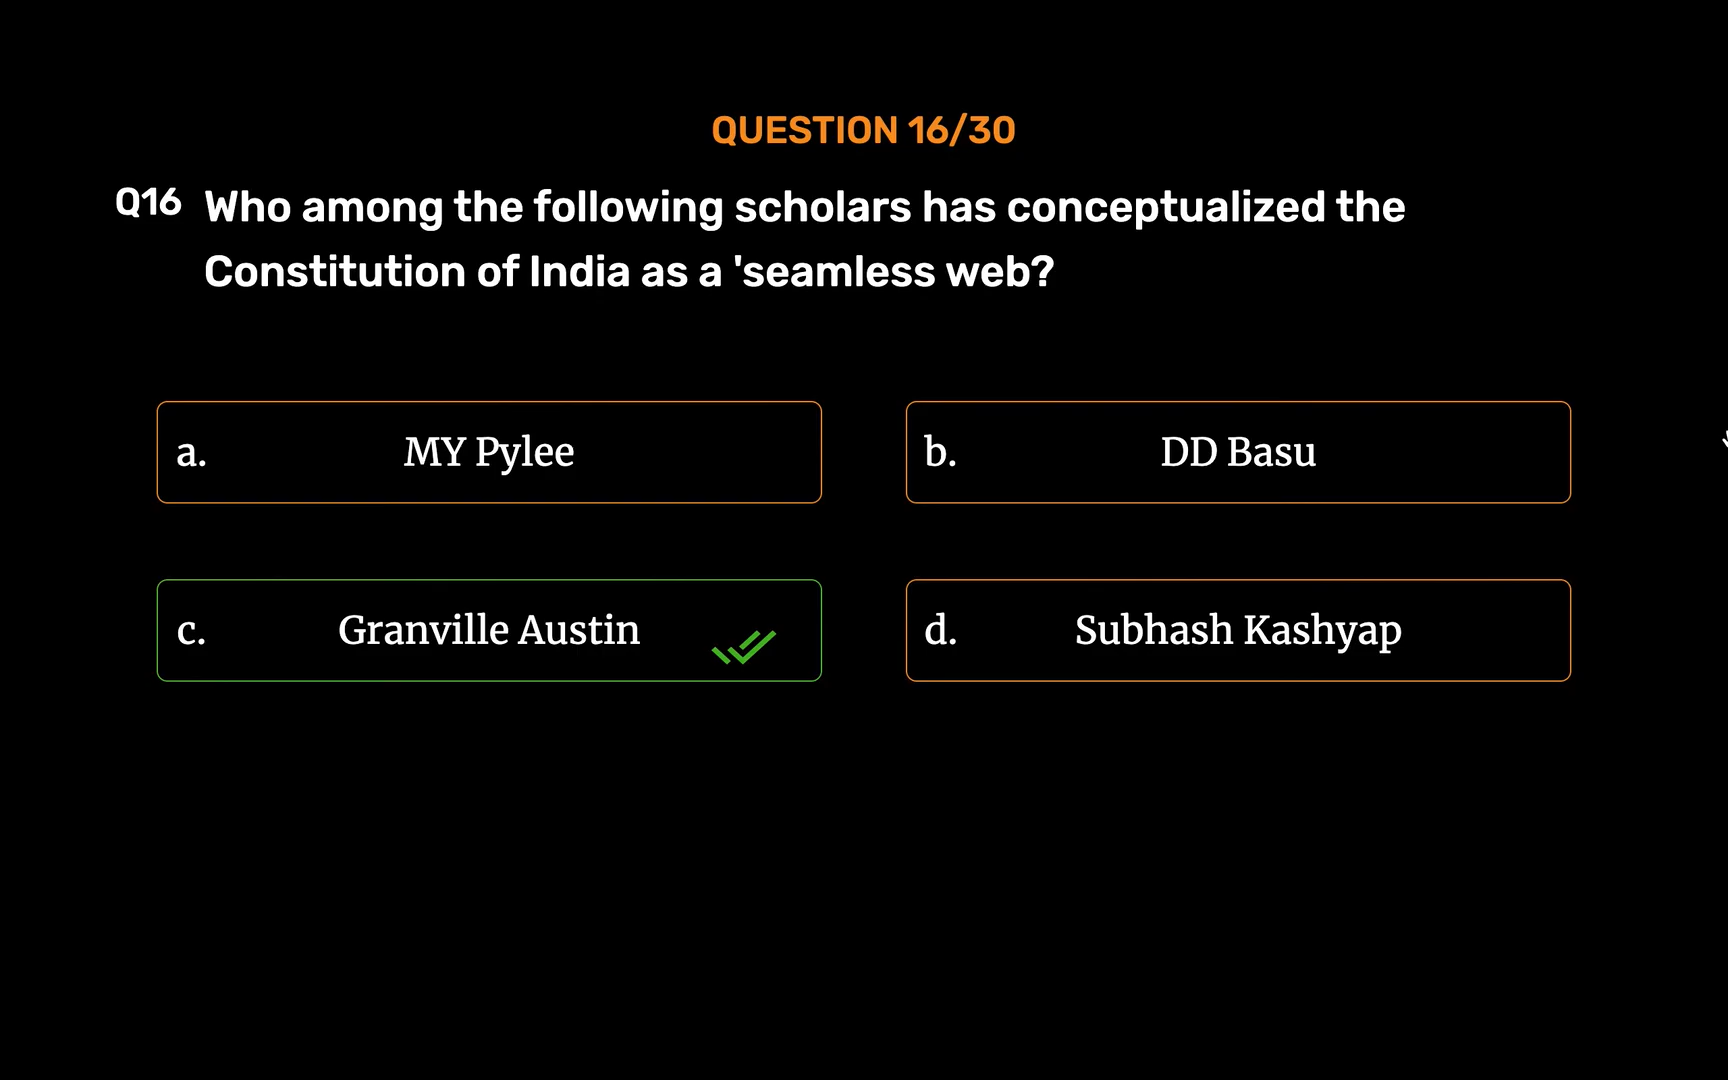 QUESTION 16/30
Q16 Who among the following scholars has conceptualized the
Constitution of India as a 'seamless web?
a. MY Pylee
b. DD Basu
c. Granville Austin
d. Subhash Kashyap